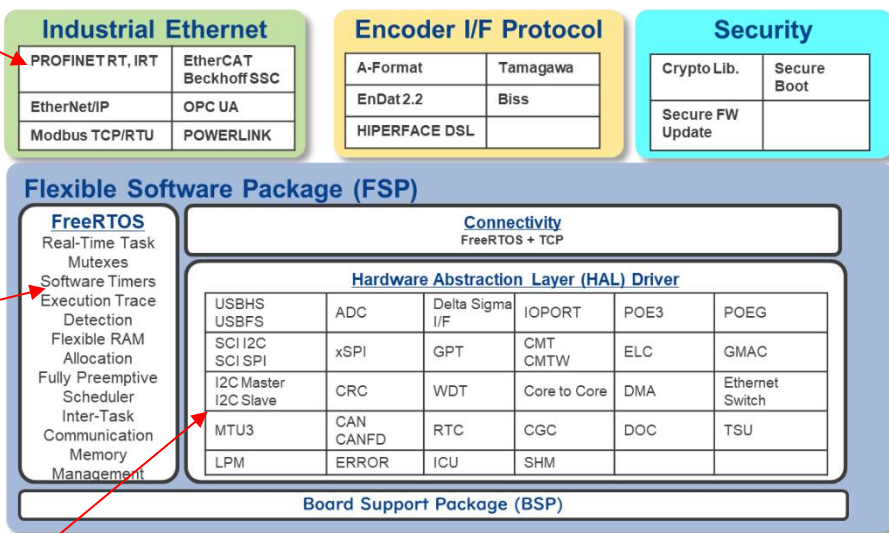 Industrial Ethernet
PROFINET RT, IRT
EtherCAT
Beckhoff SSC
EtherNet/IP
OPC UA
Modbus TCP/RTU
POWERLINK
Encoder I/F Protocol
A-Format
Tamagawa
EnDat 2.2
Biss
HIPERFACE DSL
Security
Crypto Lib.
Secure
Boot
Secure FW
Update
Flexible Software Package (FSP)
FreeRTOS
Real-Time Task
Mutexes
Software Timers
Execution Trace
Detection
Flexible RAM
Allocation
Fully Preemptive
Scheduler
Inter-Task
Communication
Memory
Management
Connectivity
FreeRTOS + TCP
Hardware Abstraction Layer (HAL) Driver
USBHS
USBFS
ADC
Delta Sigma
I/F
IOPORT
POE3
POEG
SCI I2C
SCI SPI
xSPI
GPT
CMT
CMTW
ELC
GMAC
I2C Master
I2C Slave
CRC
WDT
Core to Core
DMA
Ethernet
Switch
MTU3
CAN
CANFD
RTC
CGC
DOC
TSU
LPM
ERROR
ICU
SHM
Board Support Package (BSP)